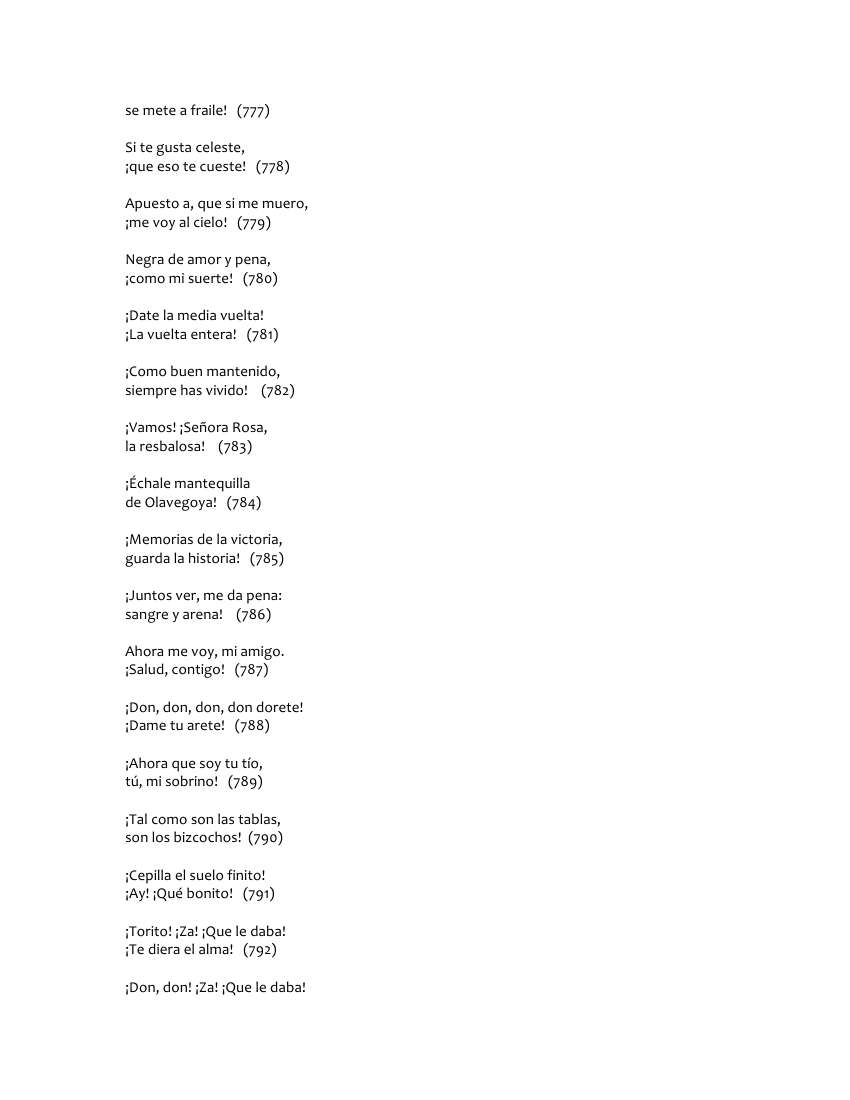 se mete a fraile! (777)
Si te gusta celeste,
¡que eso te cueste! (778)
Apuesto a, que si me muero,
¡me voy al cielo! (779)
Negra de amor y pena,
¡como mi suerte! (780)
¡Date la media vuelta!
¡La vuelta entera! (781)
¡Como buen mantenido,
siempre has vivido! (782)
¡Vamos! ¡Señora Rosa,
la resbalosa! (783)
¡Échale mantequilla
de Olavegoya! (784)
¡Memorias de la victoria,
guarda la historia! (785)
¡Juntos ver, me da pena:
sangre y arena! (786)
Ahora me voy, mi amigo.
¡Salud, contigo! (787)
¡Don, don, don, don dorete!
¡Dame tu arete! (788)
¡Ahora que soy tu tío,
tú, mi sobrino! (789)
¡Tal como son las tablas,
son los bizcochos! (790)
¡Cepilla el suelo finito!
¡Ay! ¡Qué bonito! (791)
¡Torito! ¡Za! ¡Que le daba!
¡Te diera el alma! (792)
¡Don, don! ¡Za! ¡Que le daba!